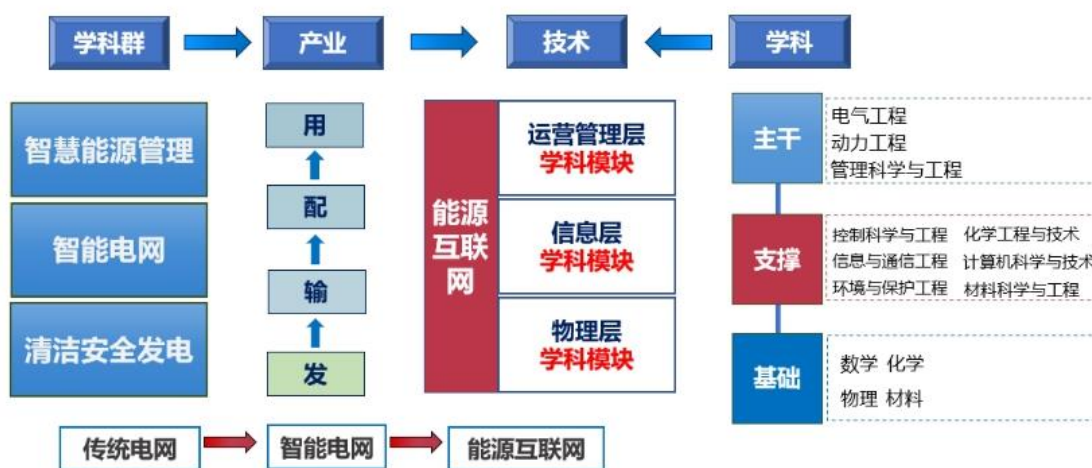 学科群
产业
技术
学科
智慧能源管理
智能电网
清洁安全发电
用
配
输
发
能源
互联
网
运营管理层
学科模块
信息层
学科模块
物理层
学科模块
主干
电气工程
动力工程
管理科学与工程
支撑
控制科学与工程 化学工程与技术
信息与通信工程 计算机科学与技术
环境与保护工程 材料科学与工程
基础
数学 化学
物理 材料
传统电网
智能电网
能源互联网